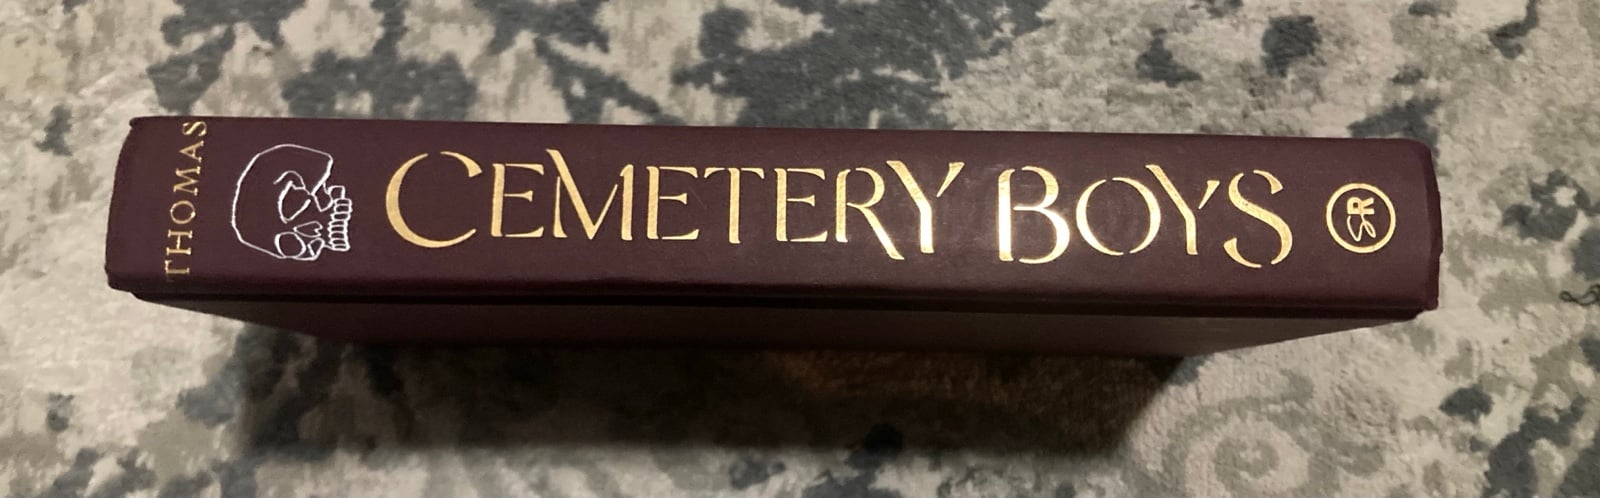 THOMAS
CEMETERY BOYS
SR